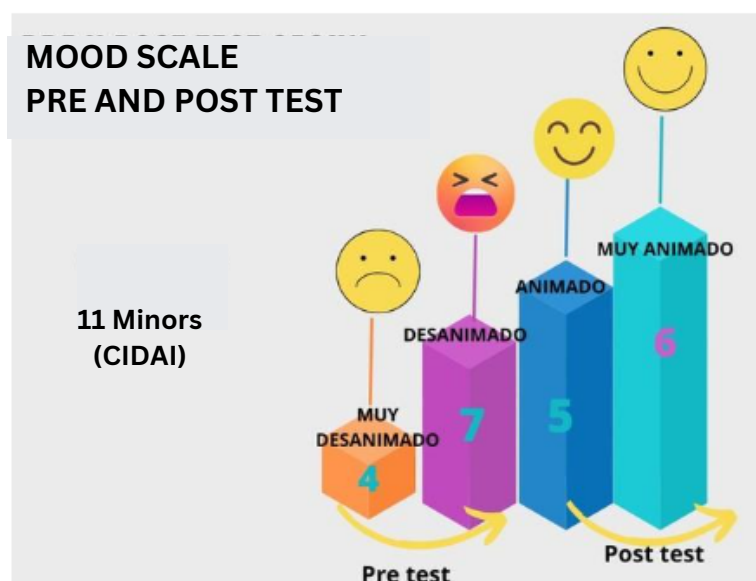 MOOD SCALE
PRE AND POST TEST
11 Minors
(CIDAI)
MUY
DESANIMADO
4
DESANIMADO
7
ANIMADO
5
MUY ANIMADO
6
Pre test
Post test